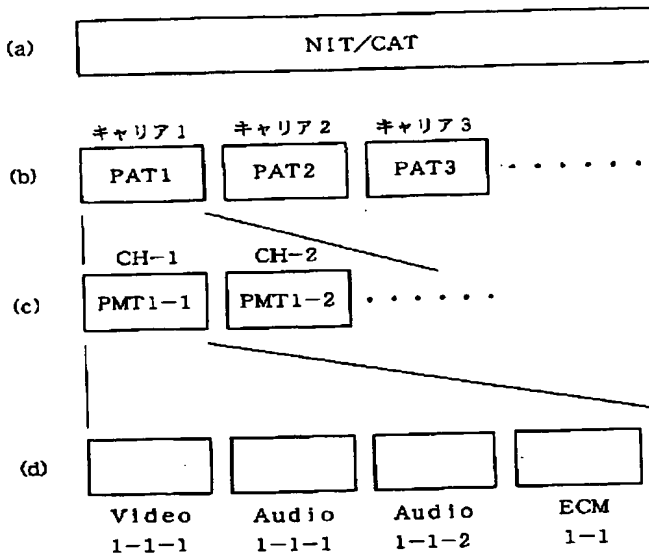 (a) NIT/CAT
キャリア1 キャリア2 キャリア3
(b) PAT1 PAT2 PAT3 ・・・・・・
CH-1 CH-2
(c) PMT1-1 PMT1-2 ・・・・・・
(d)
Video Audio Audio ECM
1-1-1 1-1-1 1-1-2 1-1